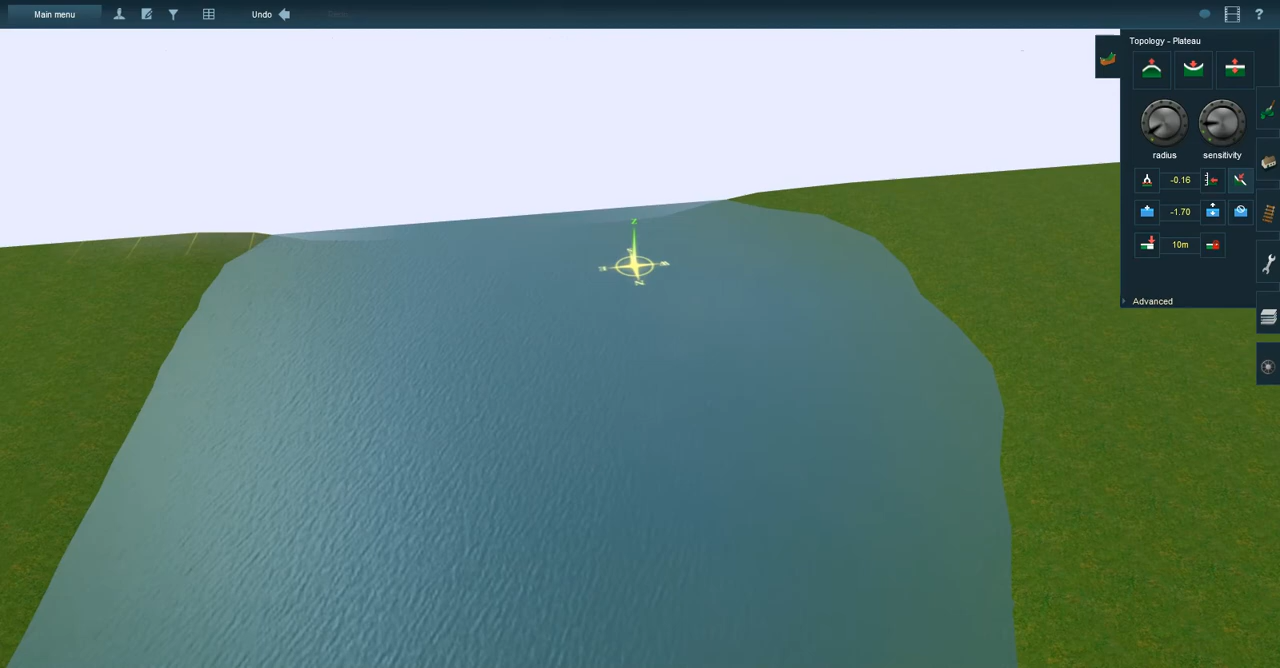 Main menu
Undo
?
Topology - Plateau
radius
sensitivity
-0.16
-1.70
10m
Advanced
Z